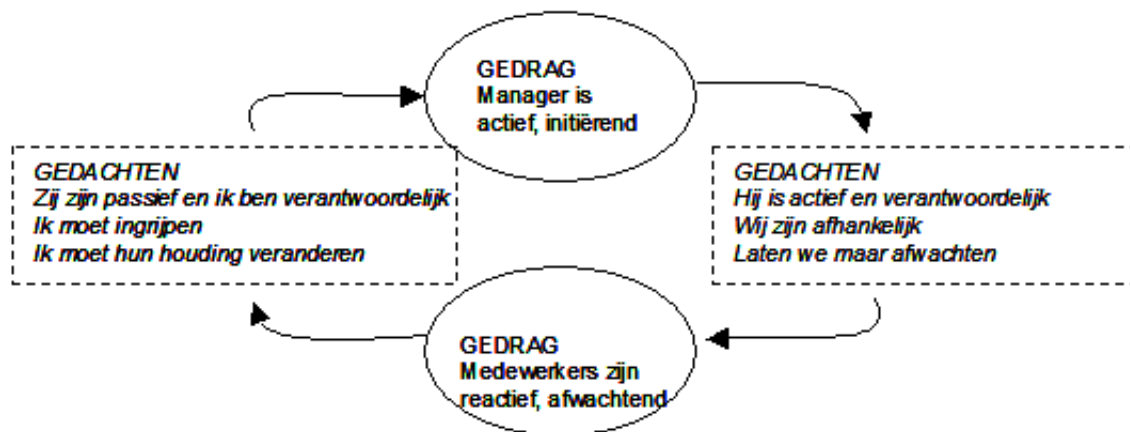 GEDRAG
Manager is
actief, initiërend
GEDACHTEN
Zij zijn passief en ik ben verantwoordelijk
Ik moet ingrijpen
Ik moet hun houding veranderen
GEDACHTEN
Hij is actief en verantwoordelijk
Wij zijn afhankelijk
Laten we maar afwachten
GEDRAG
Medewerkers zijn
reactief, afwachtend